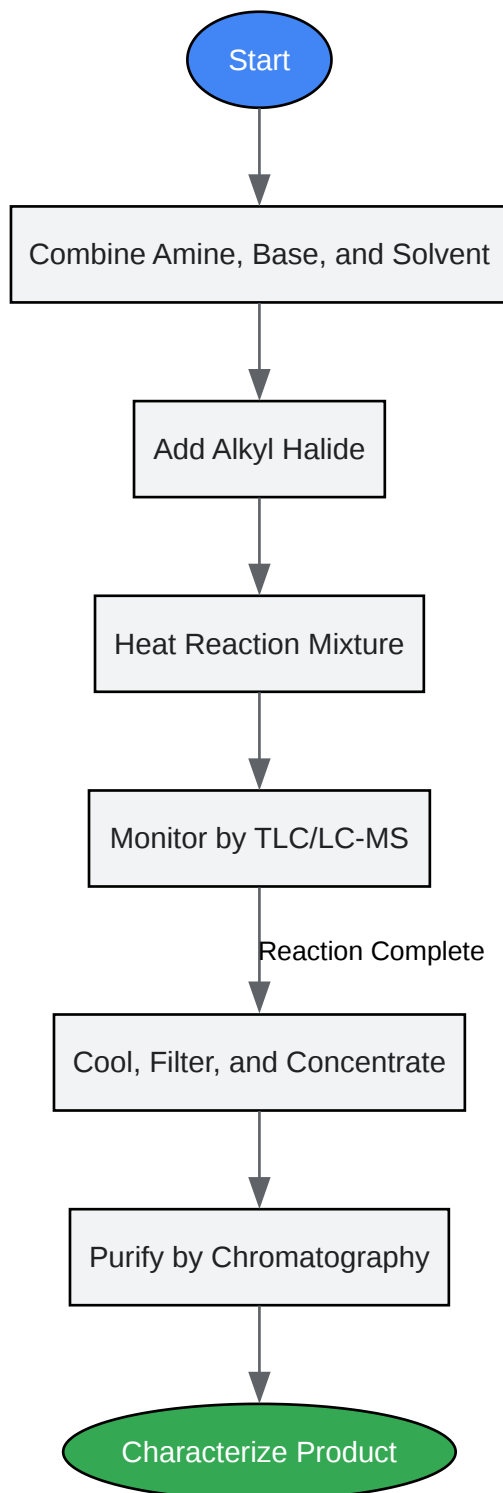 Start
Combine Amine, Base, and Solvent
Add Alkyl Halide
Heat Reaction Mixture
Monitor by TLC/LC-MS
Reaction Complete
Cool, Filter, and Concentrate
Purify by Chromatography
Characterize Product